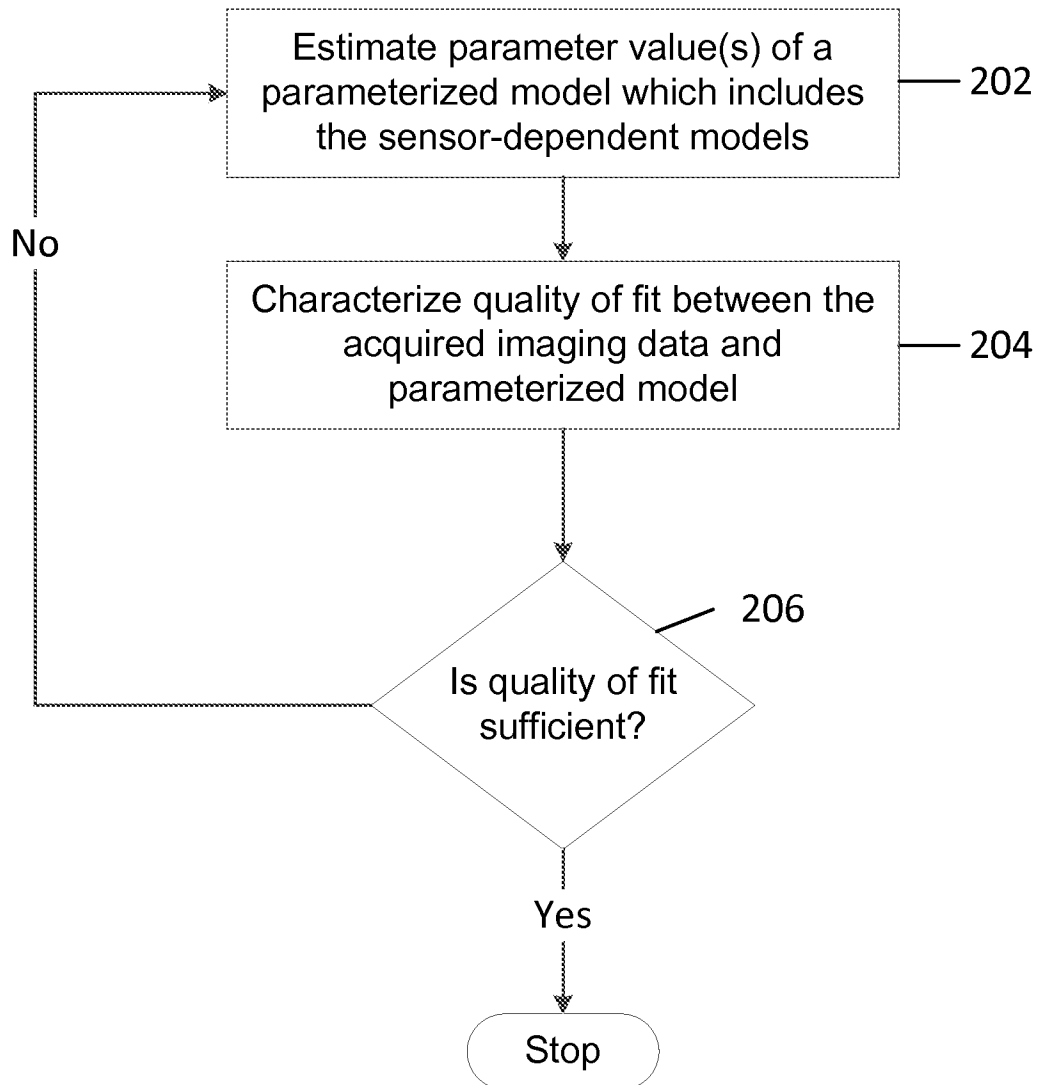 Estimate parameter value(s) of a
parameterized model which includes
the sensor-dependent models
202
No
Characterize quality of fit between the
acquired imaging data and
parameterized model
204
206
Is quality of fit
sufficient?
Yes
Stop